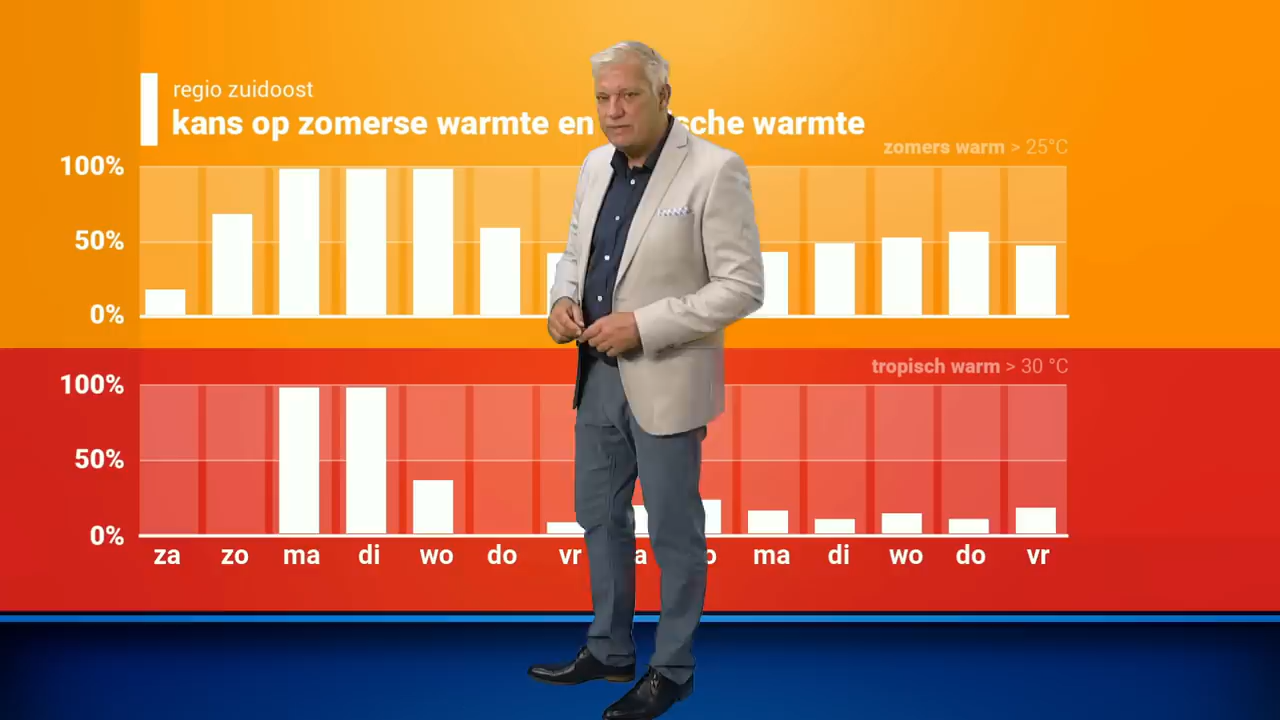 regio zuidoost
kans op zomerse warmte en sche warmte
zomers warm > 25°C
100%
50%
0%
tropisch warm > 30 °C
100%
50%
0%
za zo ma di wo do vr a o ma di wo do vr